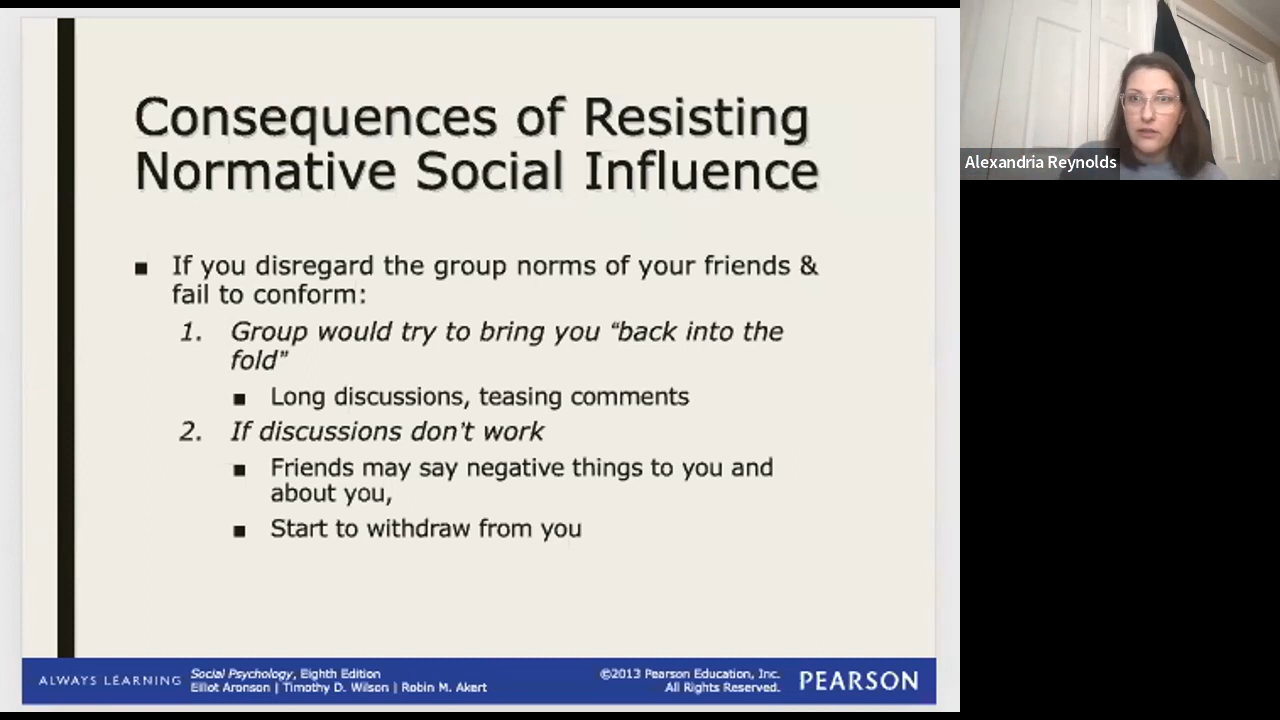 Consequences of Resisting
Normative Social Influence
■ If you disregard the group norms of your friends &
fail to conform:
1. Group would try to bring you “back into the
fold”
■ Long discussions, teasing comments
2. If discussions don't work
■ Friends may say negative things to you and
about you,
■ Start to withdraw from you
ALWAYS LEARNING
Social Psychology, Eighth Edition
Elliot Aronson | Timothy D. Wilson | Robin M. Akert
©2013 Pearson Education, Inc.
All Rights Reserved.
PEARSON
Alexandria Reynolds